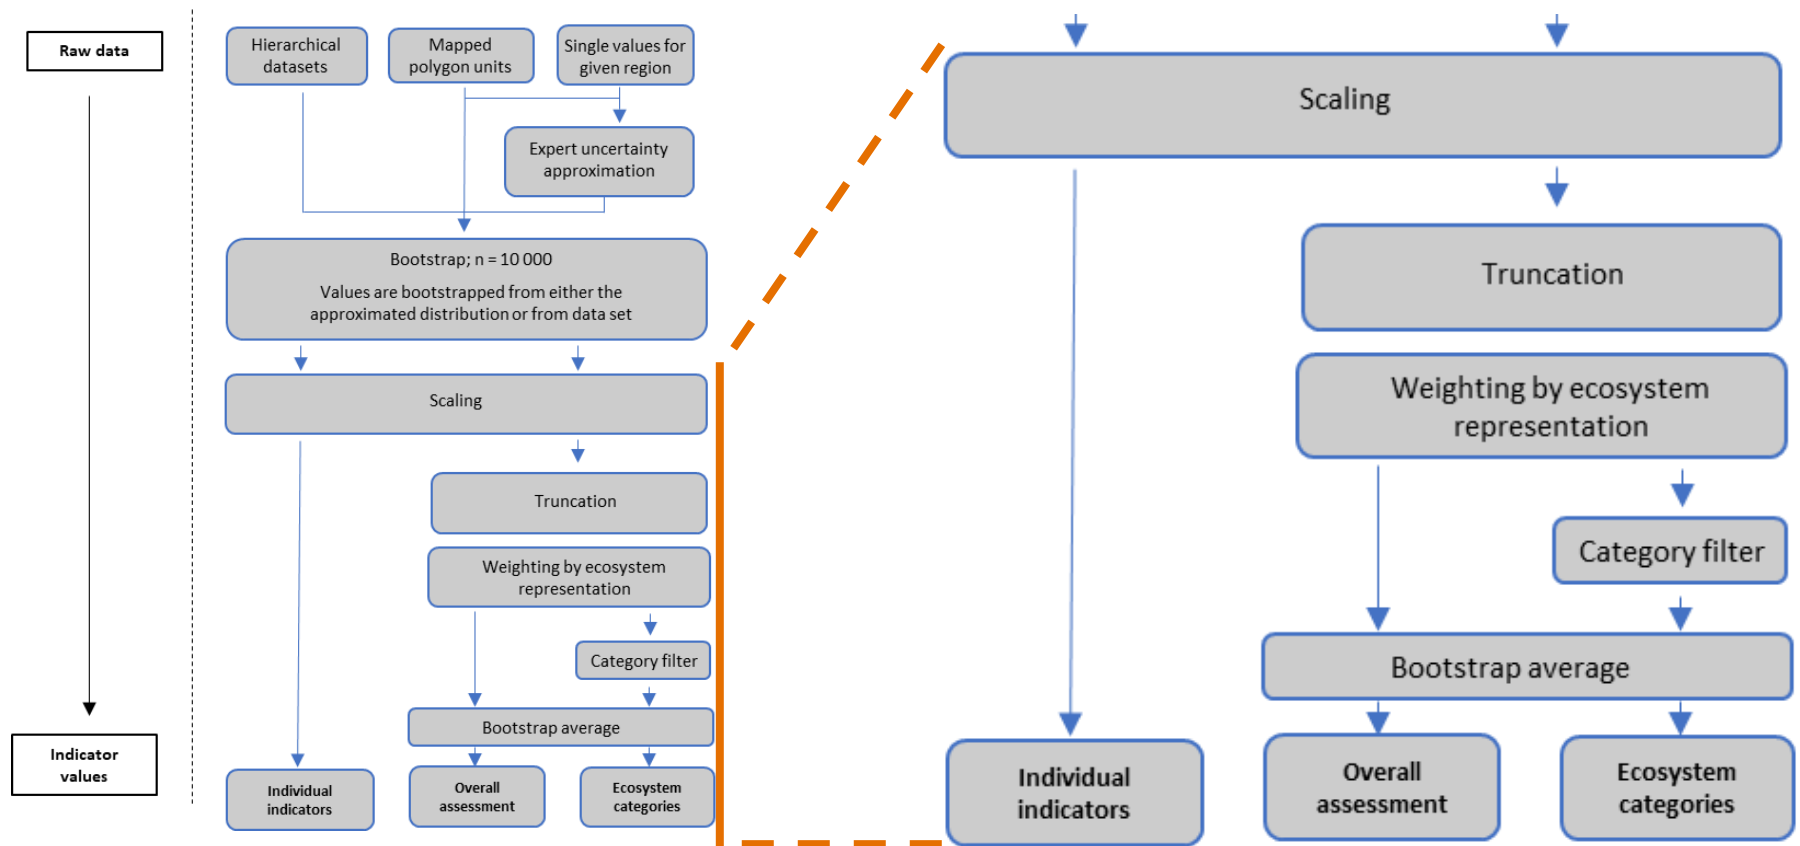 Raw data
Hierarchical
datasets
Mapped
polygon units
Single values for
given region
Expert uncertainty
approximation
Bootstrap; n = 10 000
Values are bootstrapped from either the
approximated distribution or from data set
Scaling
Truncation
Weighting by ecosystem
representation
Category filter
Bootstrap average
Indicator
values
Individual
indicators
Overall
assessment
Ecosystem
categories
Scaling
Truncation
Weighting by ecosystem
representation
Category filter
Bootstrap average
Individual
indicators
Overall
assessment
Ecosystem
categories